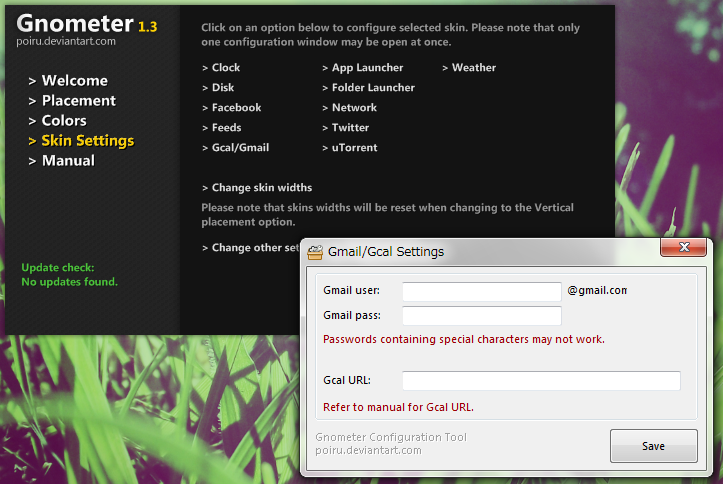 Gnometer 1.3
poiru.deviantart.com
> Welcome
> Placement
> Colors
> Skin Settings
> Manual
Update check:
No updates found.
Click on an option below to configure selected skin. Please note that only
one configuration window may be open at once.
> Clock
> Disk
> Facebook
> Feeds
> Gcal/Gmail
> App Launcher
> Folder Launcher
> Network
> Twitter
> uTorrent
> Weather
> Change skin widths
Please note that skins widths will be reset when changing to the Vertical
placement option.
> Change other set
Gmail/Gcal Settings
Gmail user: @gmail.com
Gmail pass:
Passwords containing special characters may not work.
Gcal URL:
Refer to manual for Gcal URL.
Gnometer Configuration Tool
poiru.deviantart.com
Save